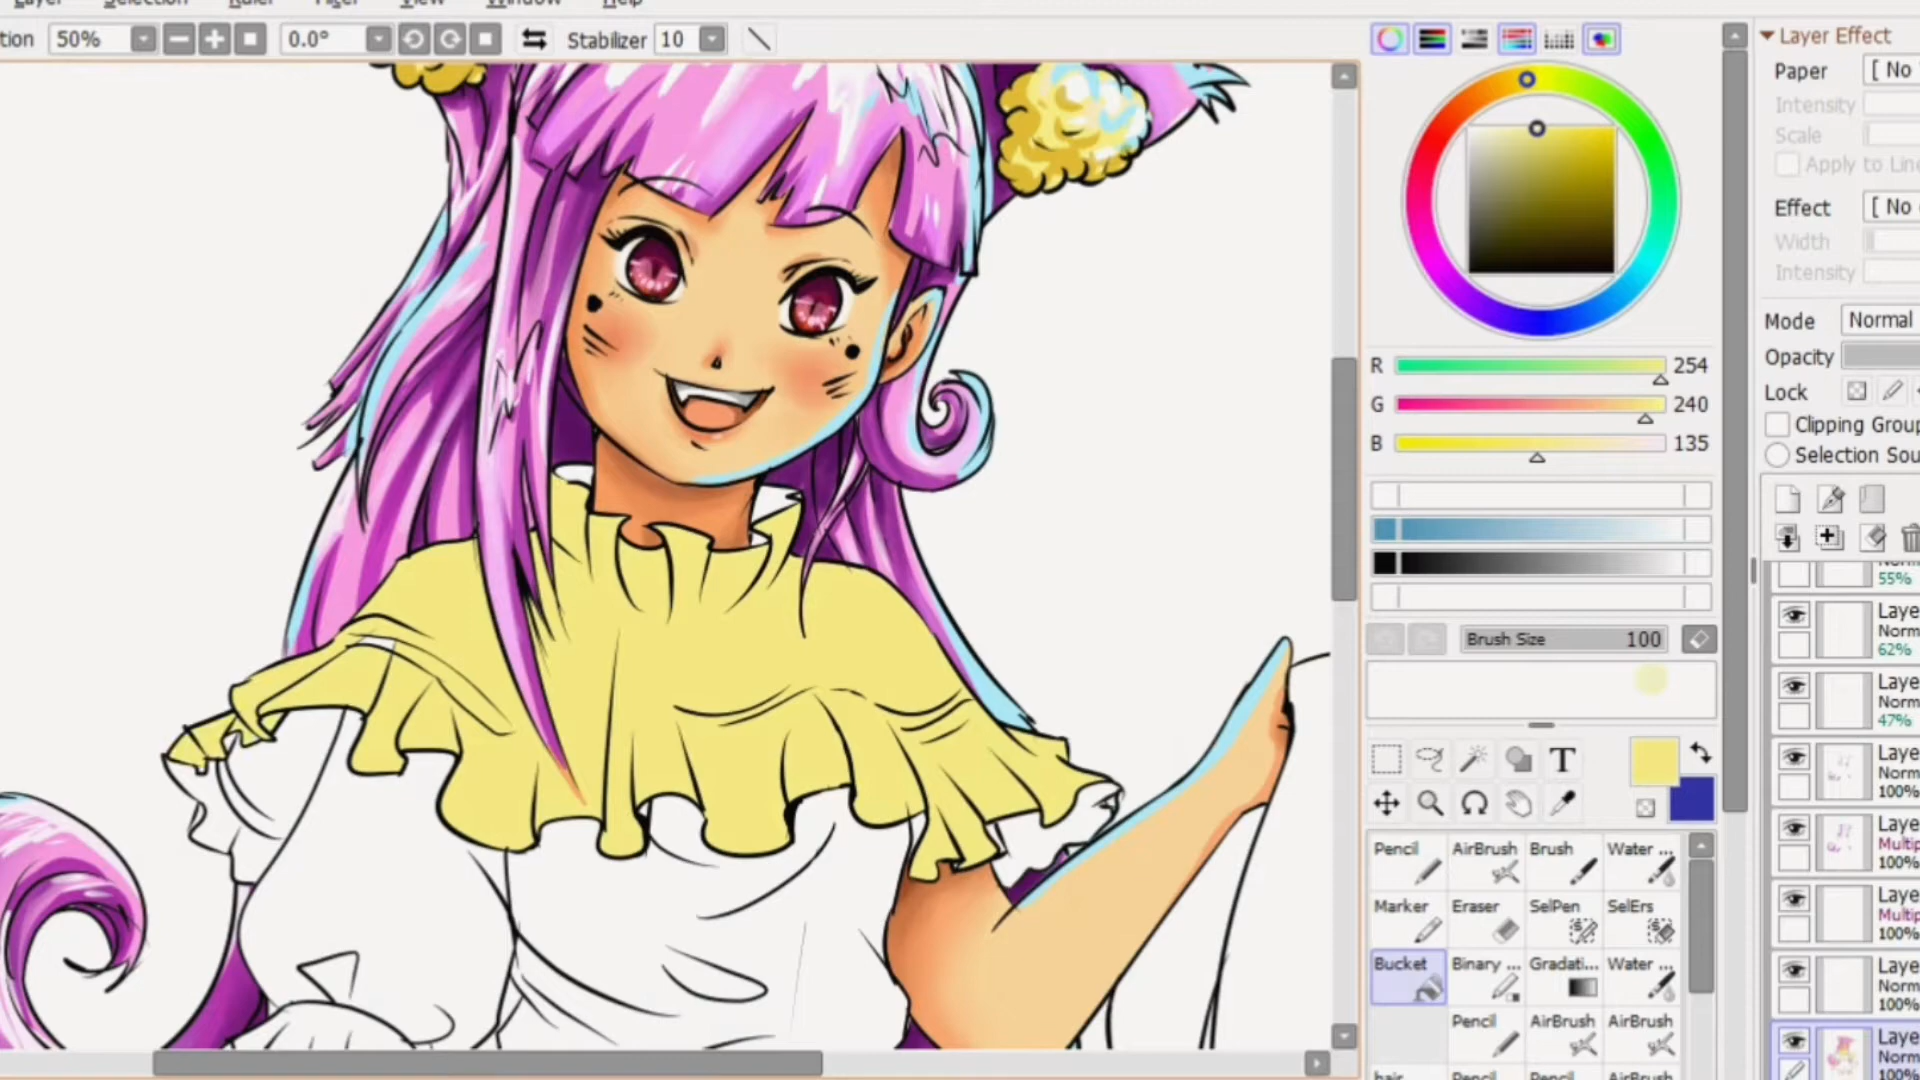 Layer Selection Ruler Filter View Window Help
tion 50% 0.0° Stabilizer 10
Layer Effect
Paper [ No
Intensity
Scale
Apply to Line
Effect [ No
Width
Intensity
Mode Normal
Opacity
Lock
Clipping Group
Selection Sou
R 254
G 240
B 135
Brush Size 100
T
Pencil AirBrush Brush Water ...
Marker Eraser SelPen SelErs
Bucket Binary ... Gradati... Water ...
Pencil AirBrush AirBrush
hair Pencil Pencil AirBrush
55%
Laye
Norm
62%
Laye
Norm
47%
Laye
Norm
100%
Laye
Multip
100%
Laye
Multip
100%
Laye
Norm
100%
Laye
Norm
100%